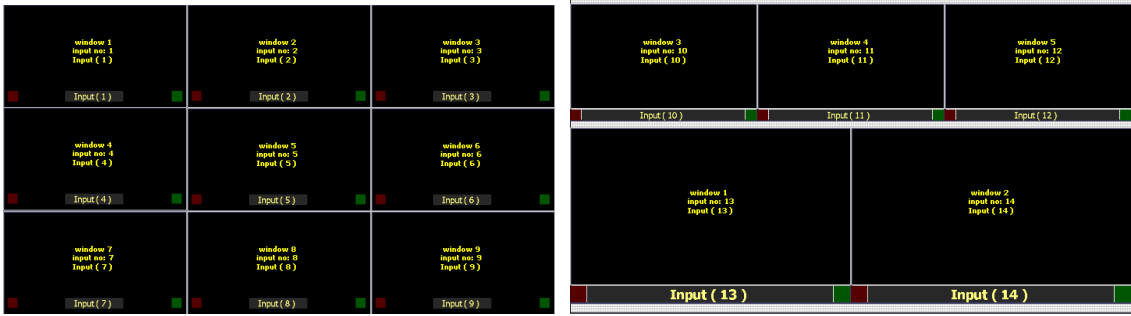 window 1
input no: 1
Input ( 1 )
Input ( 1 )
window 2
input no: 2
Input ( 2 )
Input ( 2 )
window 3
input no: 3
Input ( 3 )
Input ( 3 )
window 4
input no: 4
Input ( 4 )
Input ( 4 )
window 5
input no: 5
Input ( 5 )
Input ( 5 )
window 6
input no: 6
Input ( 6 )
Input ( 6 )
window 7
input no: 7
Input ( 7 )
Input ( 7 )
window 8
input no: 8
Input ( 8 )
Input ( 8 )
window 9
input no: 9
Input ( 9 )
Input ( 9 )
window 3
input no: 10
Input ( 10 )
Input ( 10 )
window 4
input no: 11
Input ( 11 )
Input ( 11 )
window 5
input no: 12
Input ( 12 )
Input ( 12 )
window 1
input no: 13
Input ( 13 )
Input ( 13 )
window 2
input no: 14
Input ( 14 )
Input ( 14 )